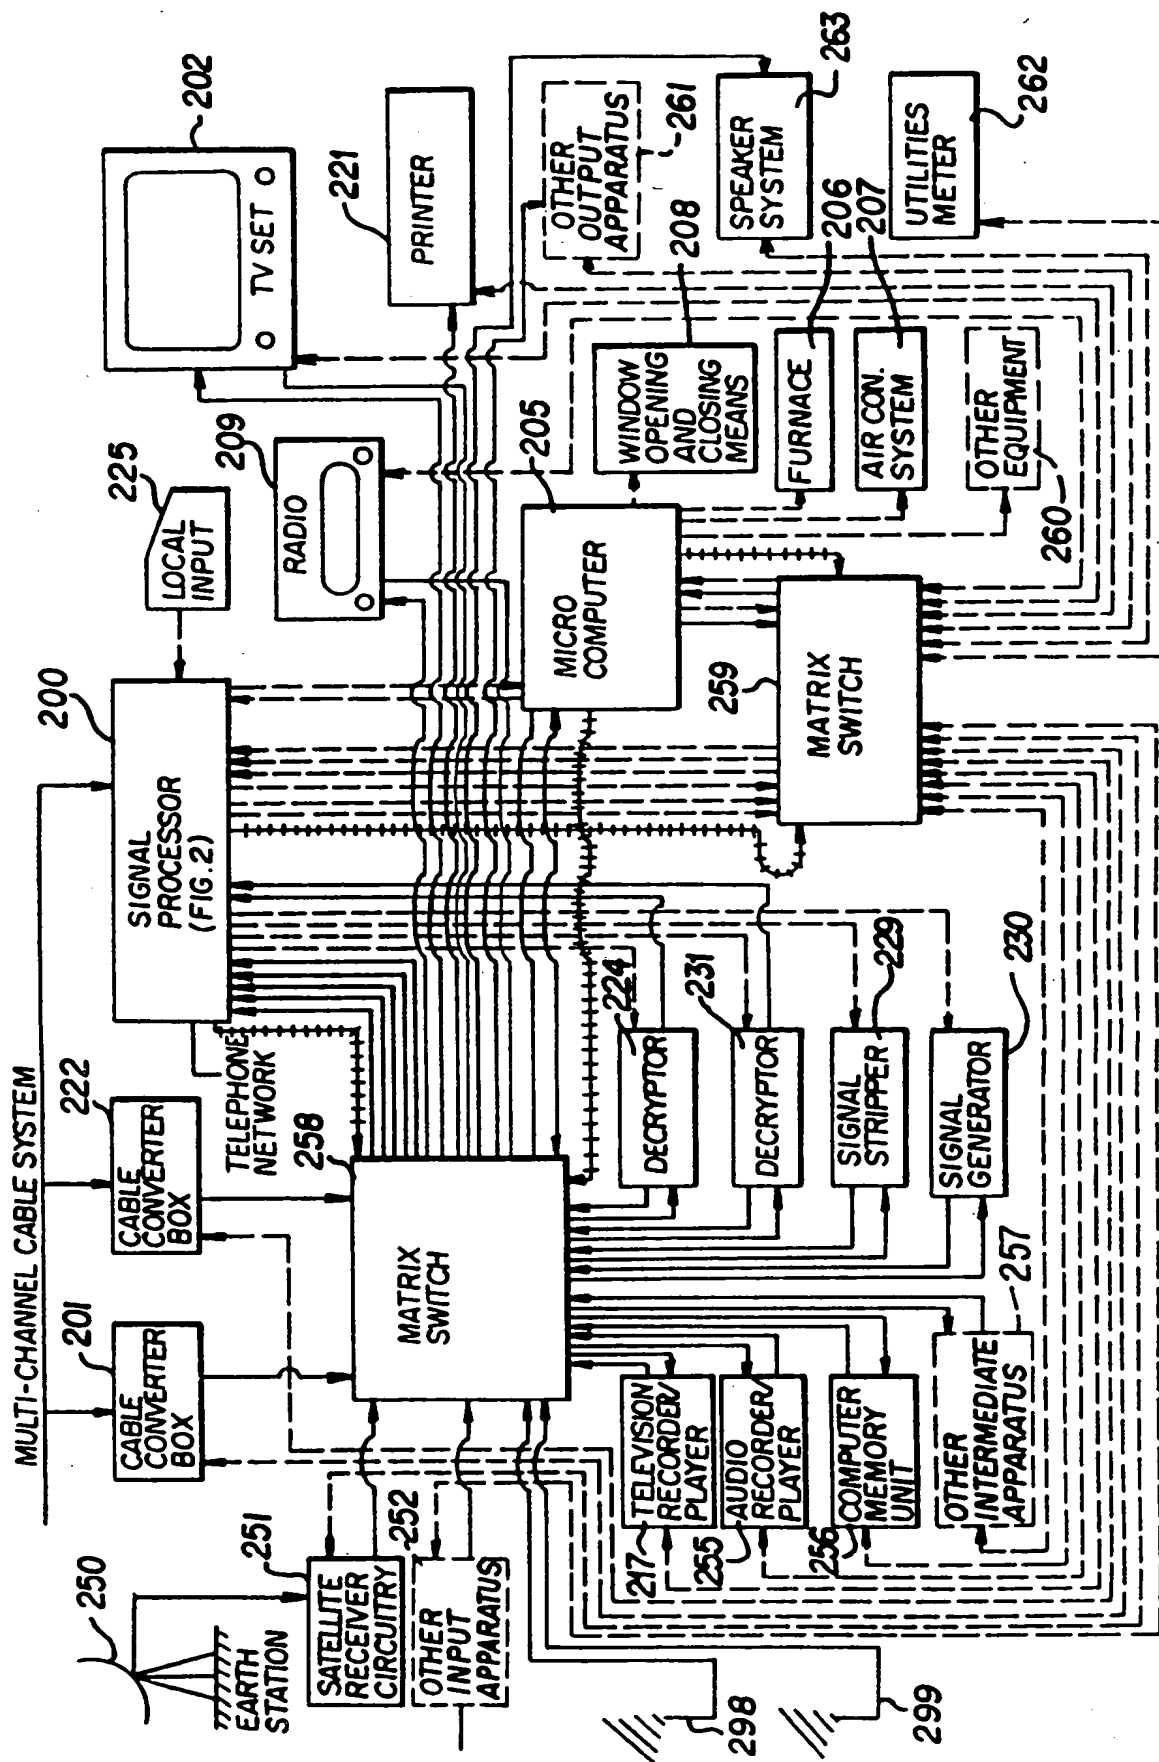 MULTI-CHANNEL CABLE SYSTEM
250
EARTH
STATION
251
SATELLITE
RECEIVER
CIRCUITRY
252
OTHER
INPUT
APPARATUS
298
299
201
CABLE
CONVERTER
BOX
222
CABLE
CONVERTER
BOX
TELEPHONE
NETWORK
258
MATRIX
SWITCH
200
SIGNAL
PROCESSOR
(FIG.2)
225
LOCAL
INPUT
209
RADIO
202
TV SET
221
PRINTER
OTHER
OUTPUT
APPARATUS
261
SPEAKER
SYSTEM
263
UTILITIES
METER
262
205
MICRO
COMPUTER
WINDOW
OPENING
AND
CLOSING
MEANS
208
FURNACE
206
AIR CON.
SYSTEM
207
OTHER
EQUIPMENT
260
259
MATRIX
SWITCH
224
DECRYPTOR
231
DECRYPTOR
SIGNAL
STRIPPER
229
SIGNAL
GENERATOR
230
217
TELEVISION
RECORDER/
PLAYER
255
AUDIO
RECORDER/
PLAYER
256
COMPUTER
MEMORY
UNIT
OTHER
INTERMEDIATE
APPARATUS
257